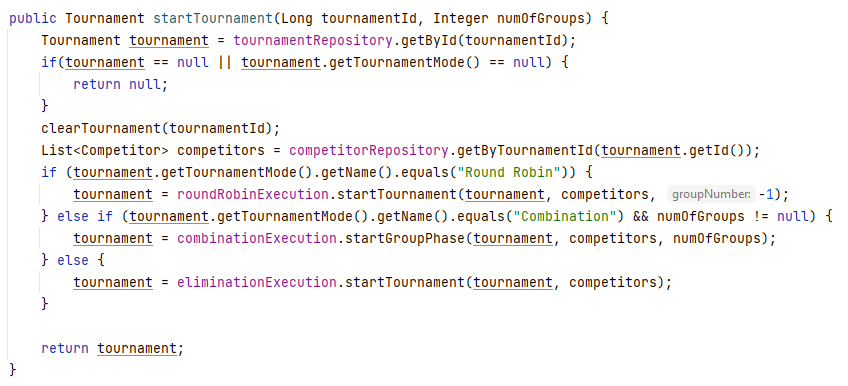 public Tournament startTournament(Long tournamentId, Integer numOfGroups) {
    Tournament tournament = tournamentRepository.getById(tournamentId);
    if(tournament == null || tournament.getTournamentMode() == null) {
        return null;
    }
    clearTournament(tournamentId);
    List<Competitor> competitors = competitorRepository.getByTournamentId(tournament.getId());
    if (tournament.getTournamentMode().getName().equals("Round Robin")) {
        tournament = roundRobinExecution.startTournament(tournament, competitors, groupNumber: -1);
    } else if (tournament.getTournamentMode().getName().equals("Combination") && numOfGroups != null) {
        tournament = combinationExecution.startGroupPhase(tournament, competitors, numOfGroups);
    } else {
        tournament = eliminationExecution.startTournament(tournament, competitors);
    }

    return tournament;
}